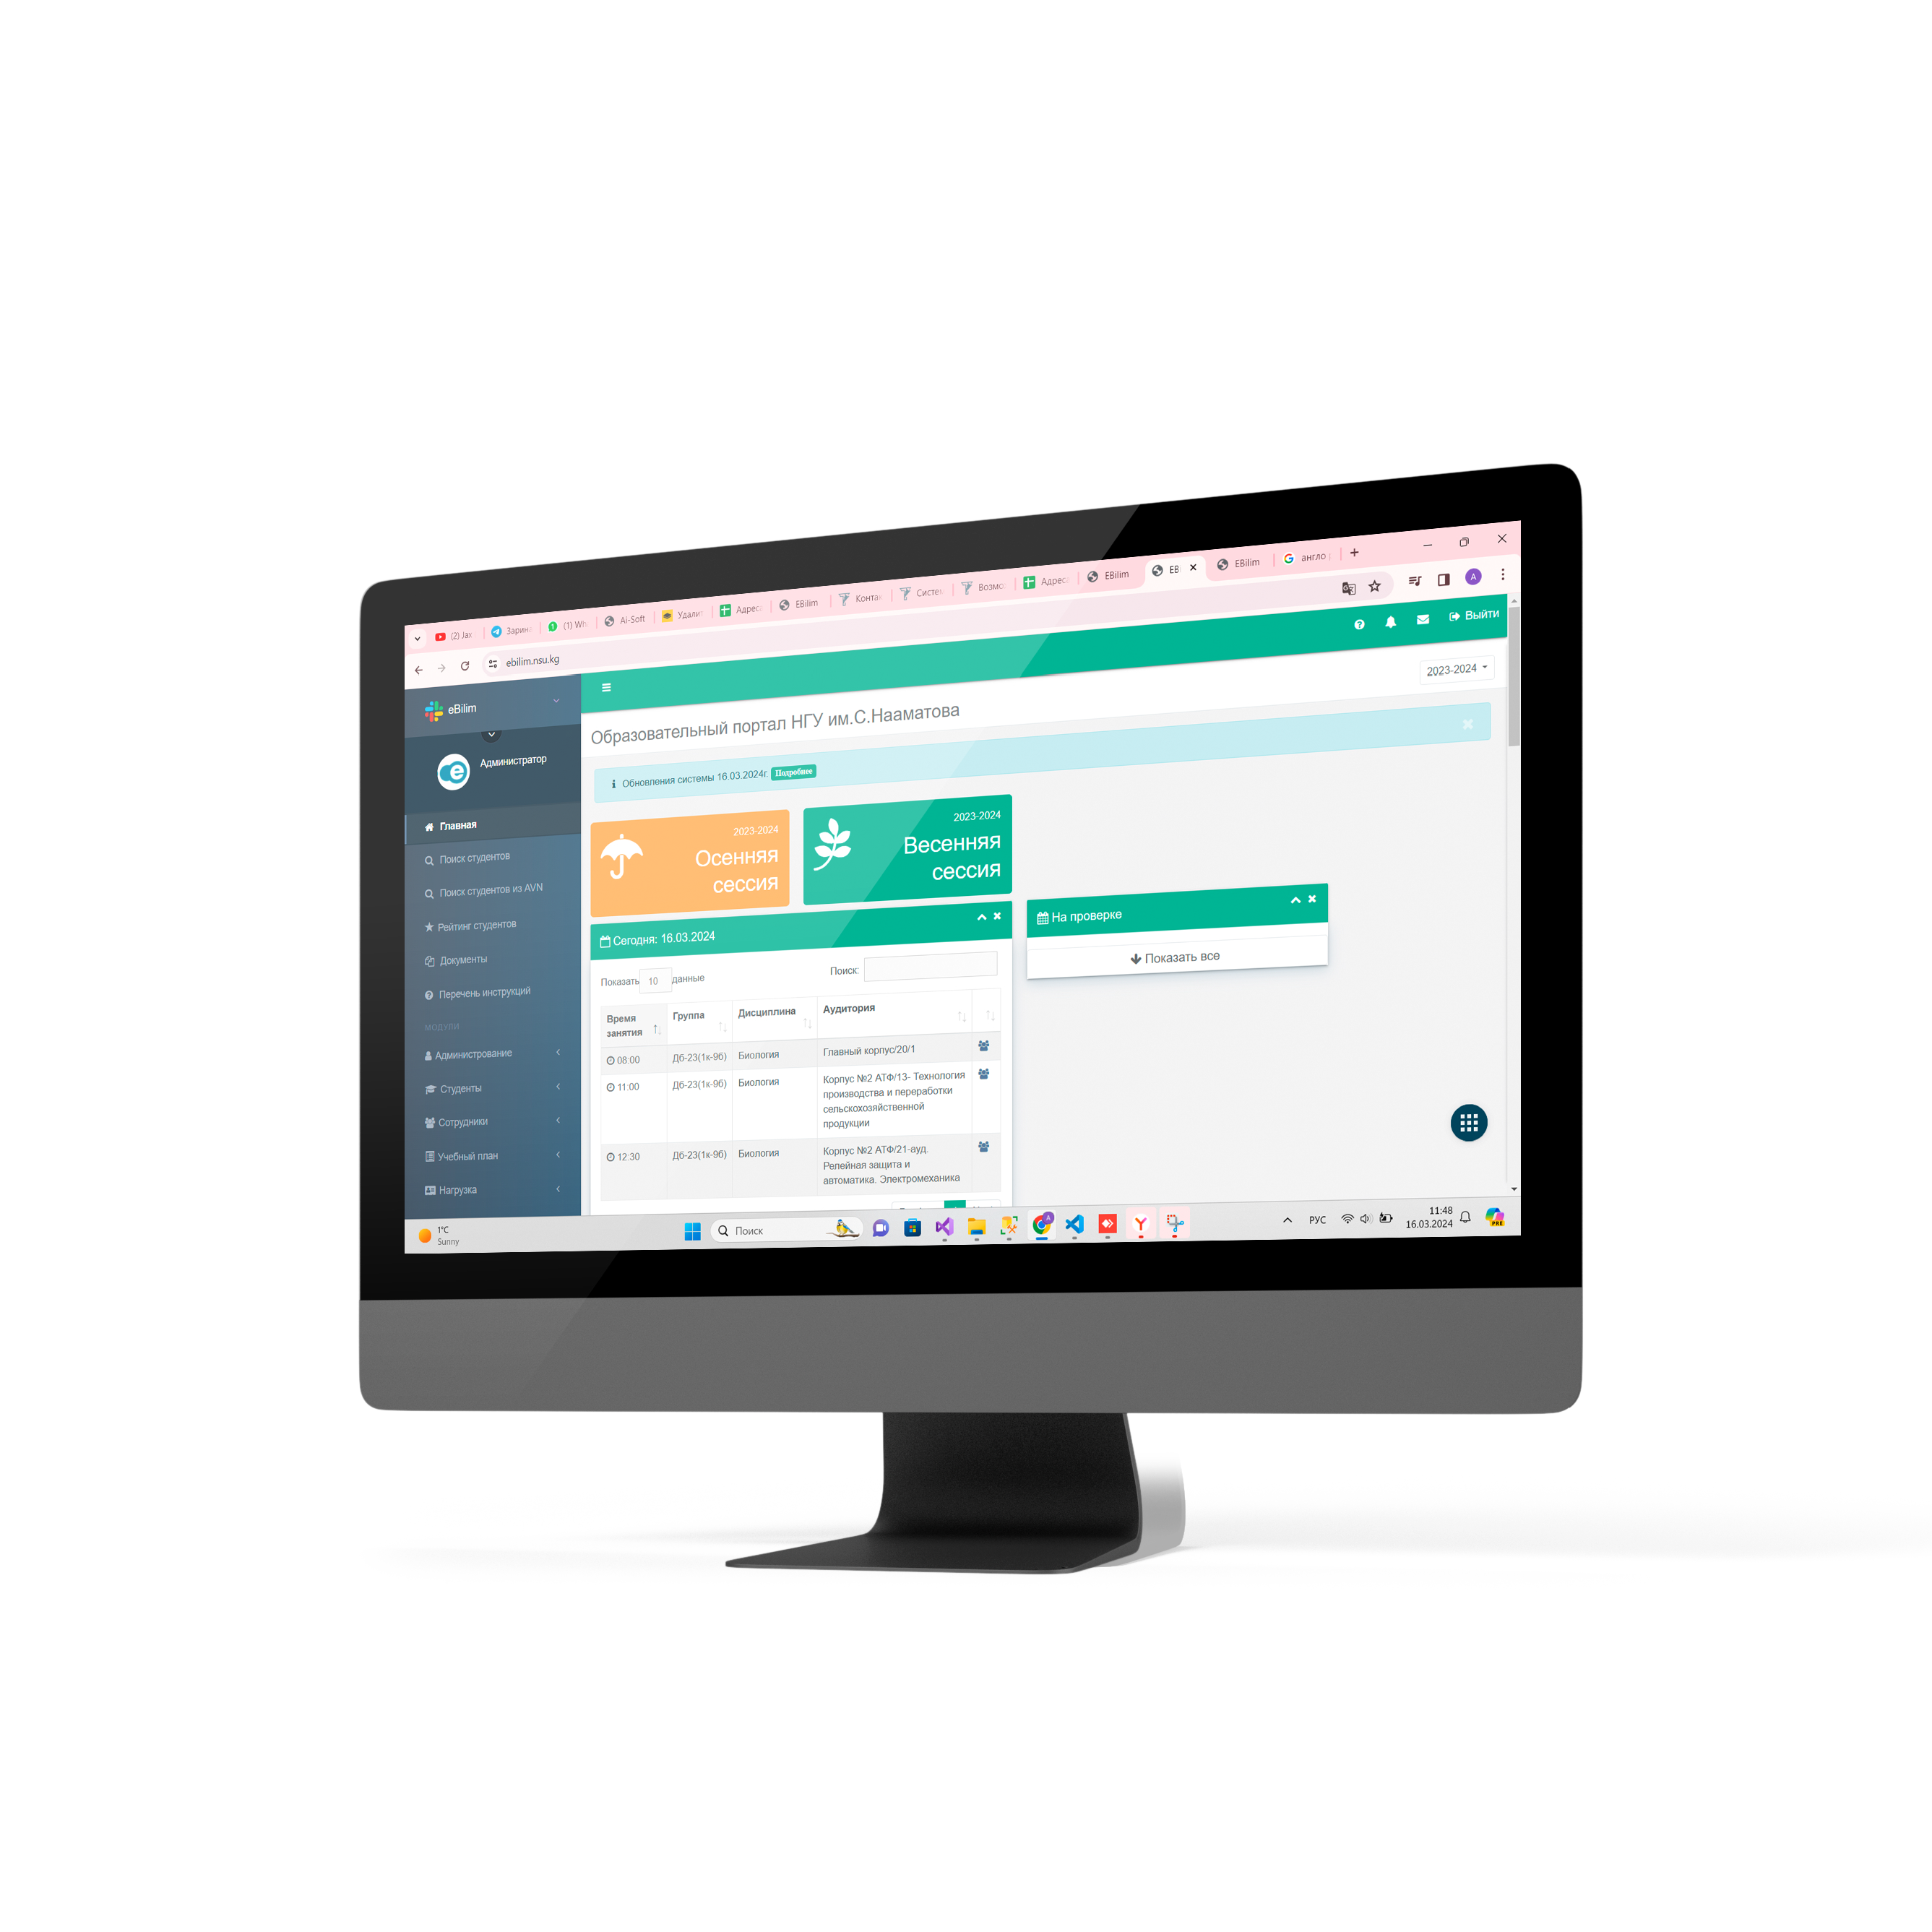 (2) Jax
Зарина
(1) Wh
Ai-Soft
Удали
Адрес
EBilim
Контак
Систем
Возмо
Адрес
EBilim
EB
EBilim
англо
ebilim.nsu.kg
A
eBilim
Выйти
Образовательный портал НГУ им.С.Нааматова
2023-2024
Администратор
Обновления системы 16.03.2024г. Подробнее
Главная
Поиск студентов
Поиск студентов из AVN
Рейтинг студентов
Документы
Перечень инструкций
МОДУЛИ
Администрование
Студенты
Сотрудники
Учебный план
Нагрузка
2023-2024
Осенняя
сессия
2023-2024
Весенняя
сессия
Сегодня: 16.03.2024
На проверке
Показать все
Показать 10 данные
Поиск:
Время занятия Группа Дисциплина Аудитория
08:00 Дб-23(1к-9б) Биология Главный корпус/20/1
11:00 Дб-23(1к-9б) Биология Корпус №2 АТФ/13- Технология
производства и переработки
сельскохозяйственной
продукции
12:30 Дб-23(1к-9б) Биология Корпус №2 АТФ/21-ауд.
Релейная защита и
автоматика. Электромеханика
1°C
Sunny
Поиск
РУС
11:48
16.03.2024
PRE